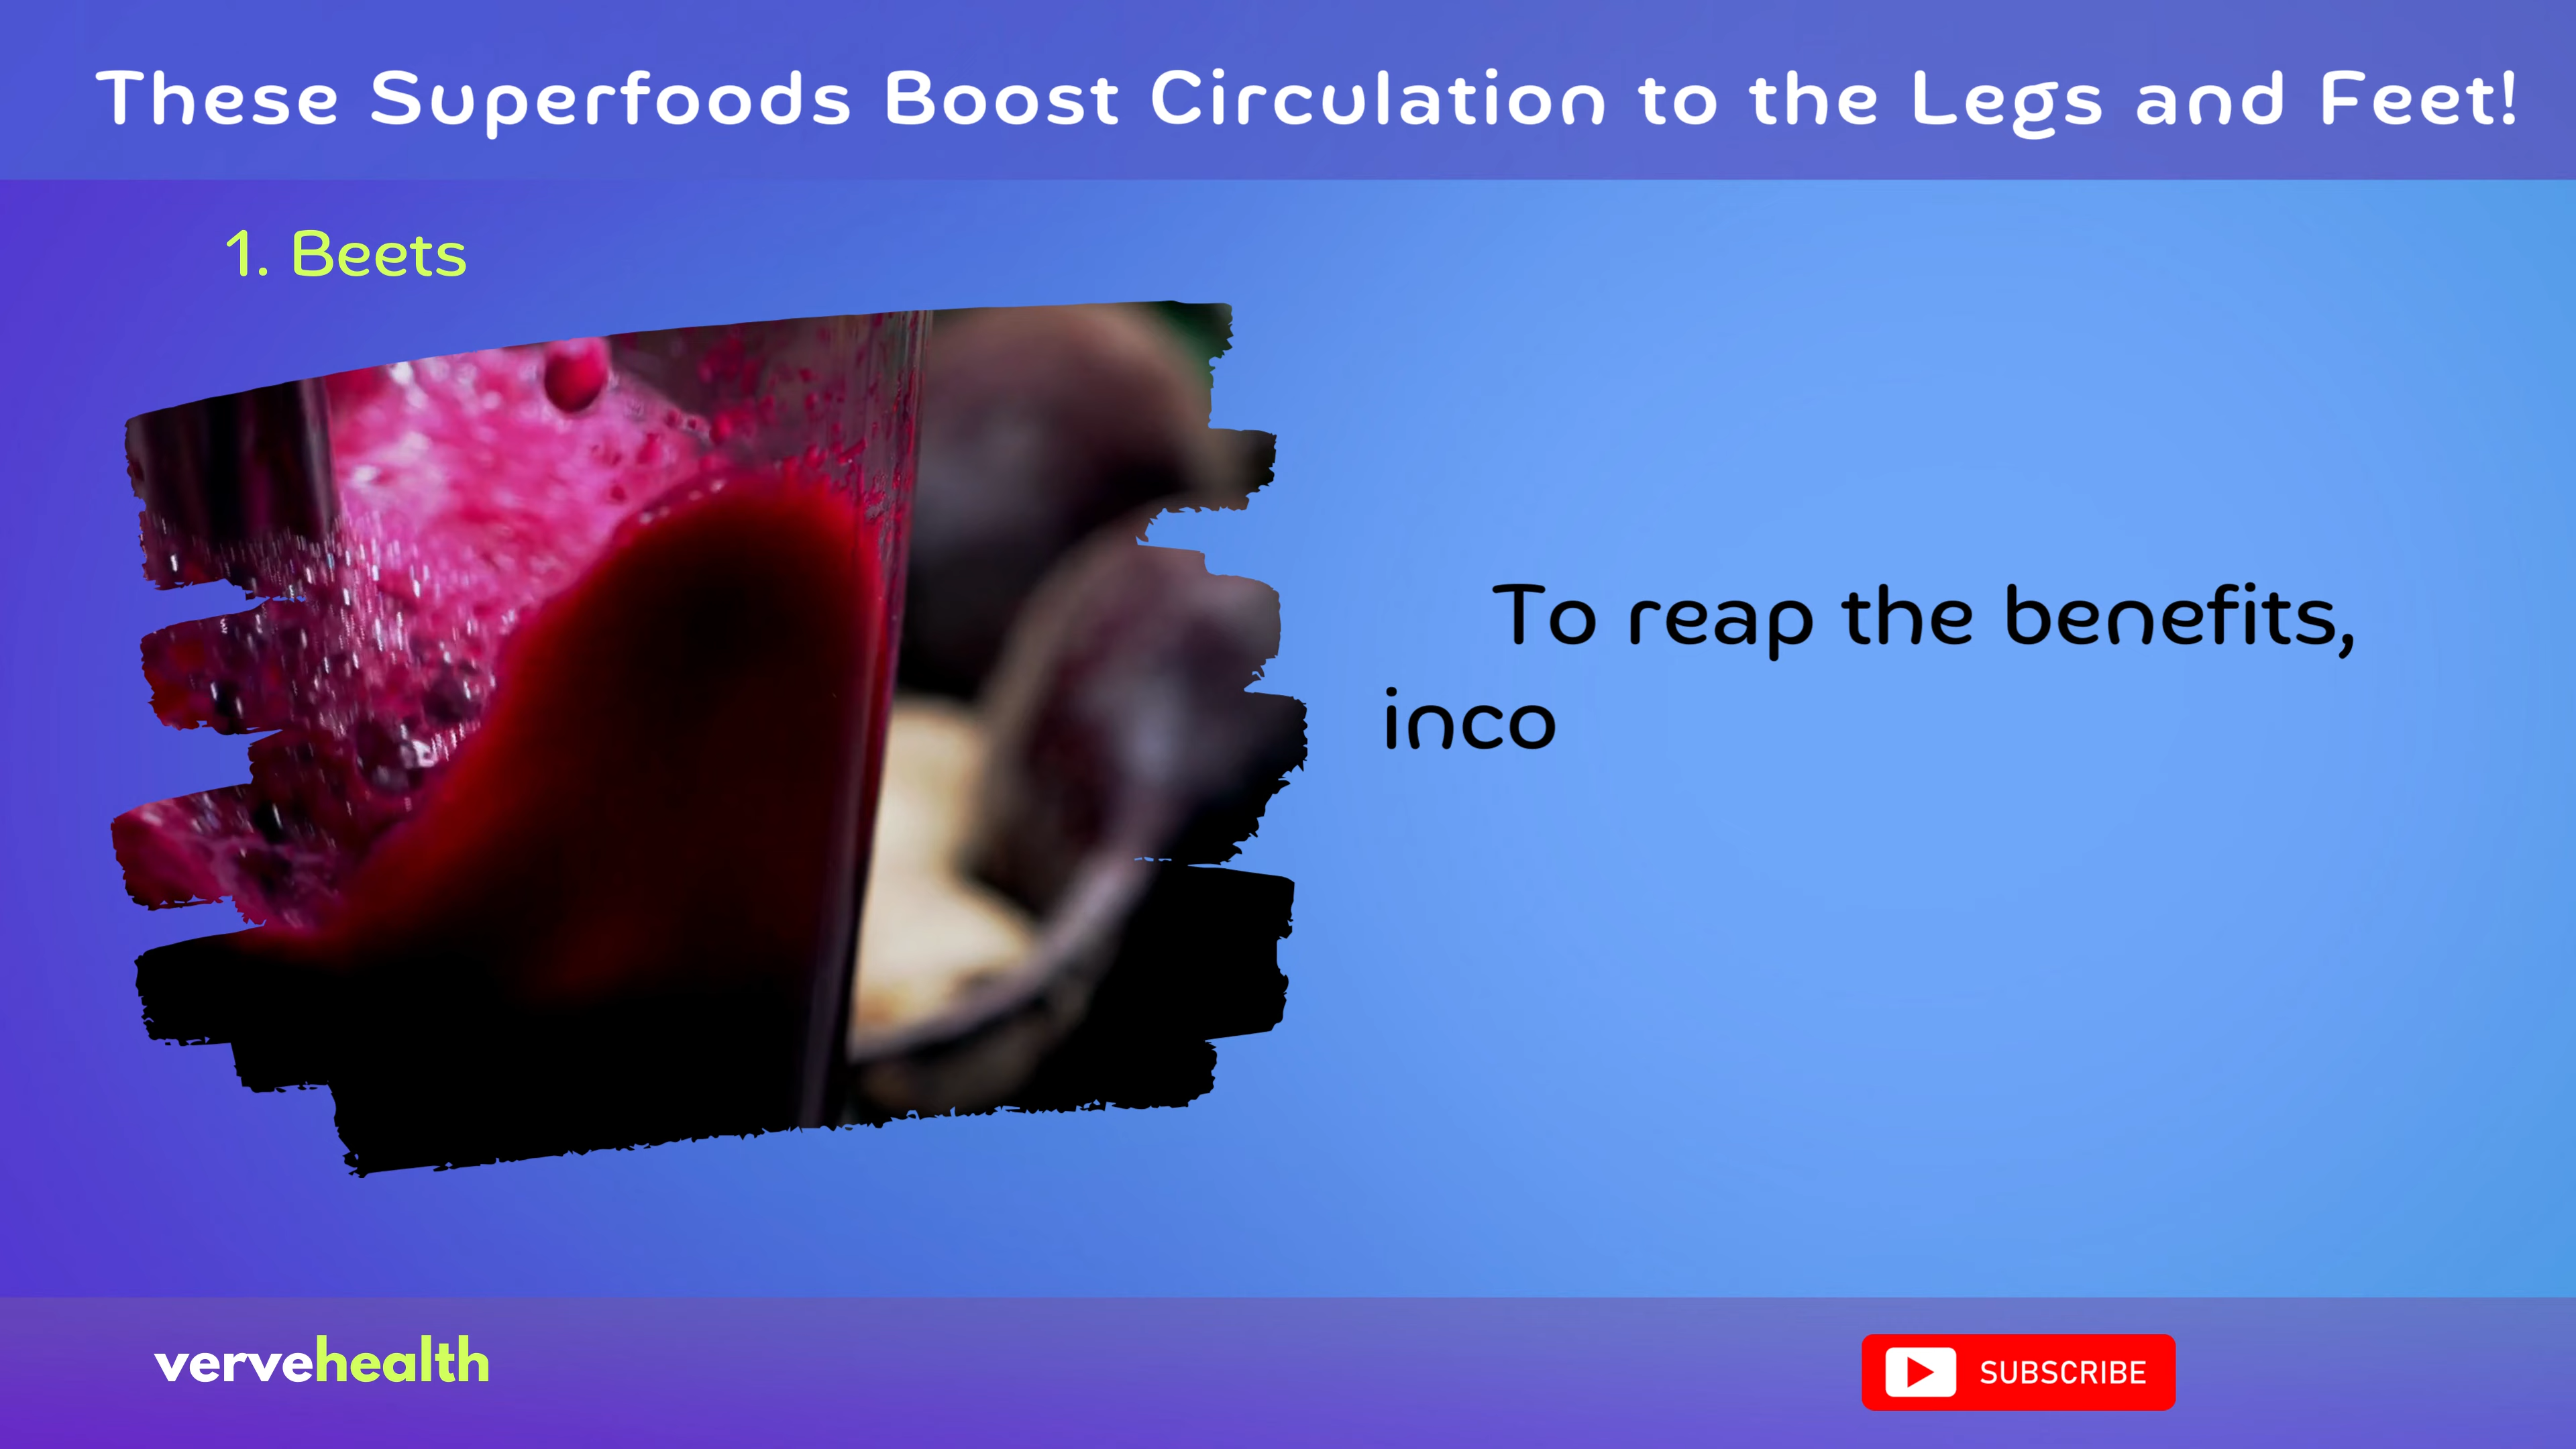 These Superfoods Boost Circulation to the Legs and Feet!
1. Beets
To reap the benefits,
inco
vervehealth
SUBSCRIBE